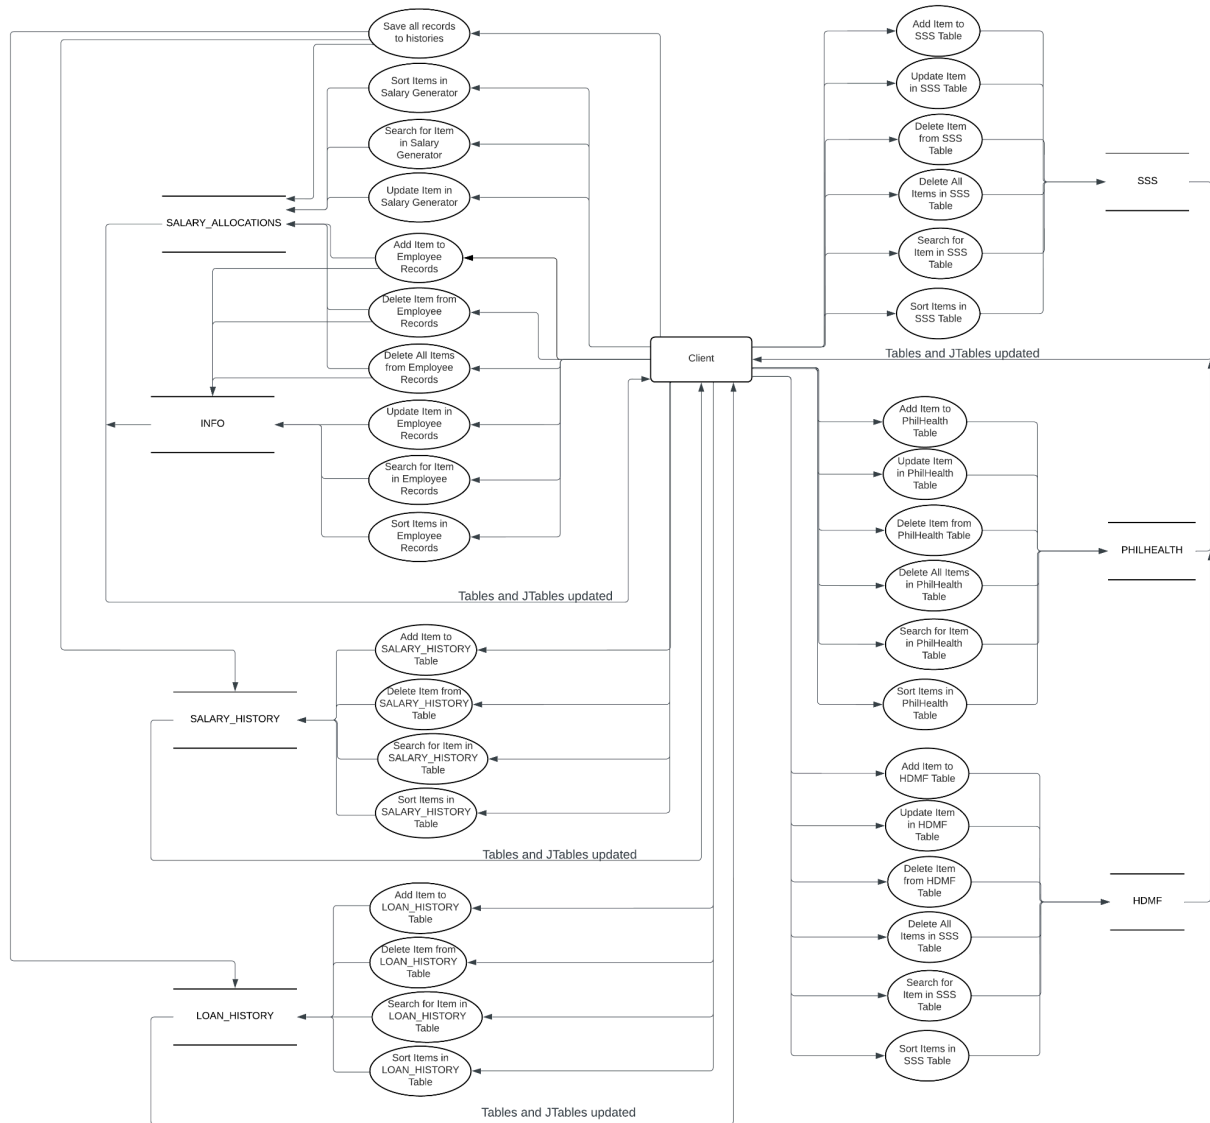 Save all records
to histories
Sort Items in
Salary Generator
Search for Item
in Salary
Generator
Update Item in
Salary Generator
SALARY_ALLOCATIONS
Add Item to
Employee
Records
Delete Item from
Employee
Records
Delete All Items
from Employee
Records
INFO
Update Item in
Employee
Records
Search for Item
in Employee
Records
Sort Items in
Employee
Records
Tables and JTables updated
Client
Add Item to
SSS Table
Update Item
in SSS Table
Delete Item
from SSS
Table
Delete All
Items in SSS
Table
Search for
Item in SSS
Table
Sort Items in
SSS Table
SSS
Tables and JTables updated
Add Item to
PhilHealth
Table
Update Item
in PhilHealth
Table
Delete Item from
PhilHealth Table
Delete All Items
in PhilHealth
Table
Search for Item
in PhilHealth
Table
Sort Items in
PhilHealth
Table
PHILHEALTH
Add Item to
SALARY_HISTORY
Table
Delete Item from
SALARY_HISTORY
Table
Search for Item in
SALARY_HISTORY
Table
Sort Items in
SALARY_HISTORY
Table
SALARY_HISTORY
Tables and JTables updated
Add Item to
HDMF Table
Update Item
in HDMF
Table
Delete Item
from HDMF
Table
Delete All
Items in SSS
Table
Search for
Item in SSS
Table
Sort Items in
SSS Table
HDMF
Add Item to
LOAN_HISTORY
Table
Delete Item from
LOAN_HISTORY
Table
Search for Item in
LOAN_HISTORY
Table
Sort Items in
LOAN_HISTORY
Table
LOAN_HISTORY
Tables and JTables updated